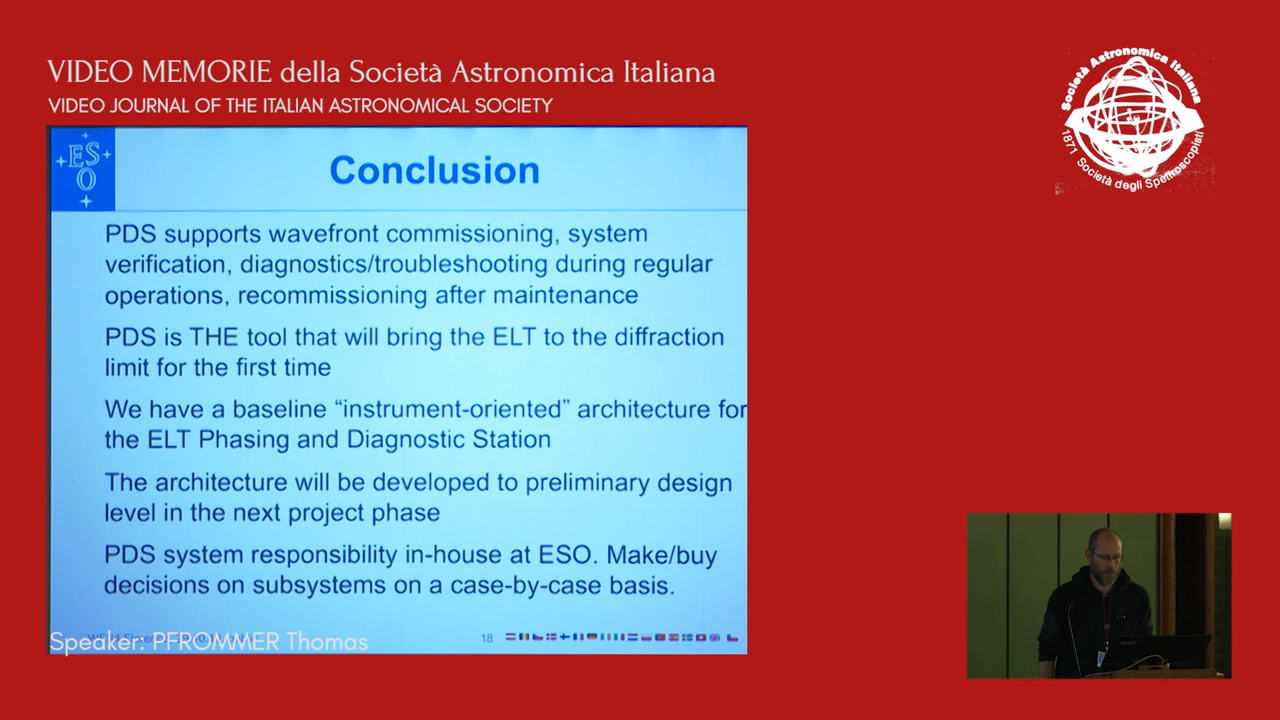 VIDEO MEMORIE della Società Astronomica Italiana
VIDEO JOURNAL OF THE ITALIAN ASTRONOMICAL SOCIETY
Società Astronomica Italiana
1871 Società degli Spettroscopisti
ES
O
Conclusion
PDS supports wavefront commissioning, system
verification, diagnostics/troubleshooting during regular
operations, recommissioning after maintenance
PDS is THE tool that will bring the ELT to the diffraction
limit for the first time
We have a baseline “instrument-oriented” architecture for
the ELT Phasing and Diagnostic Station
The architecture will be developed to preliminary design
level in the next project phase
PDS system responsibility in-house at ESO. Make/buy
decisions on subsystems on a case-by-case basis.
18
Speaker: PFROMMER Thomas